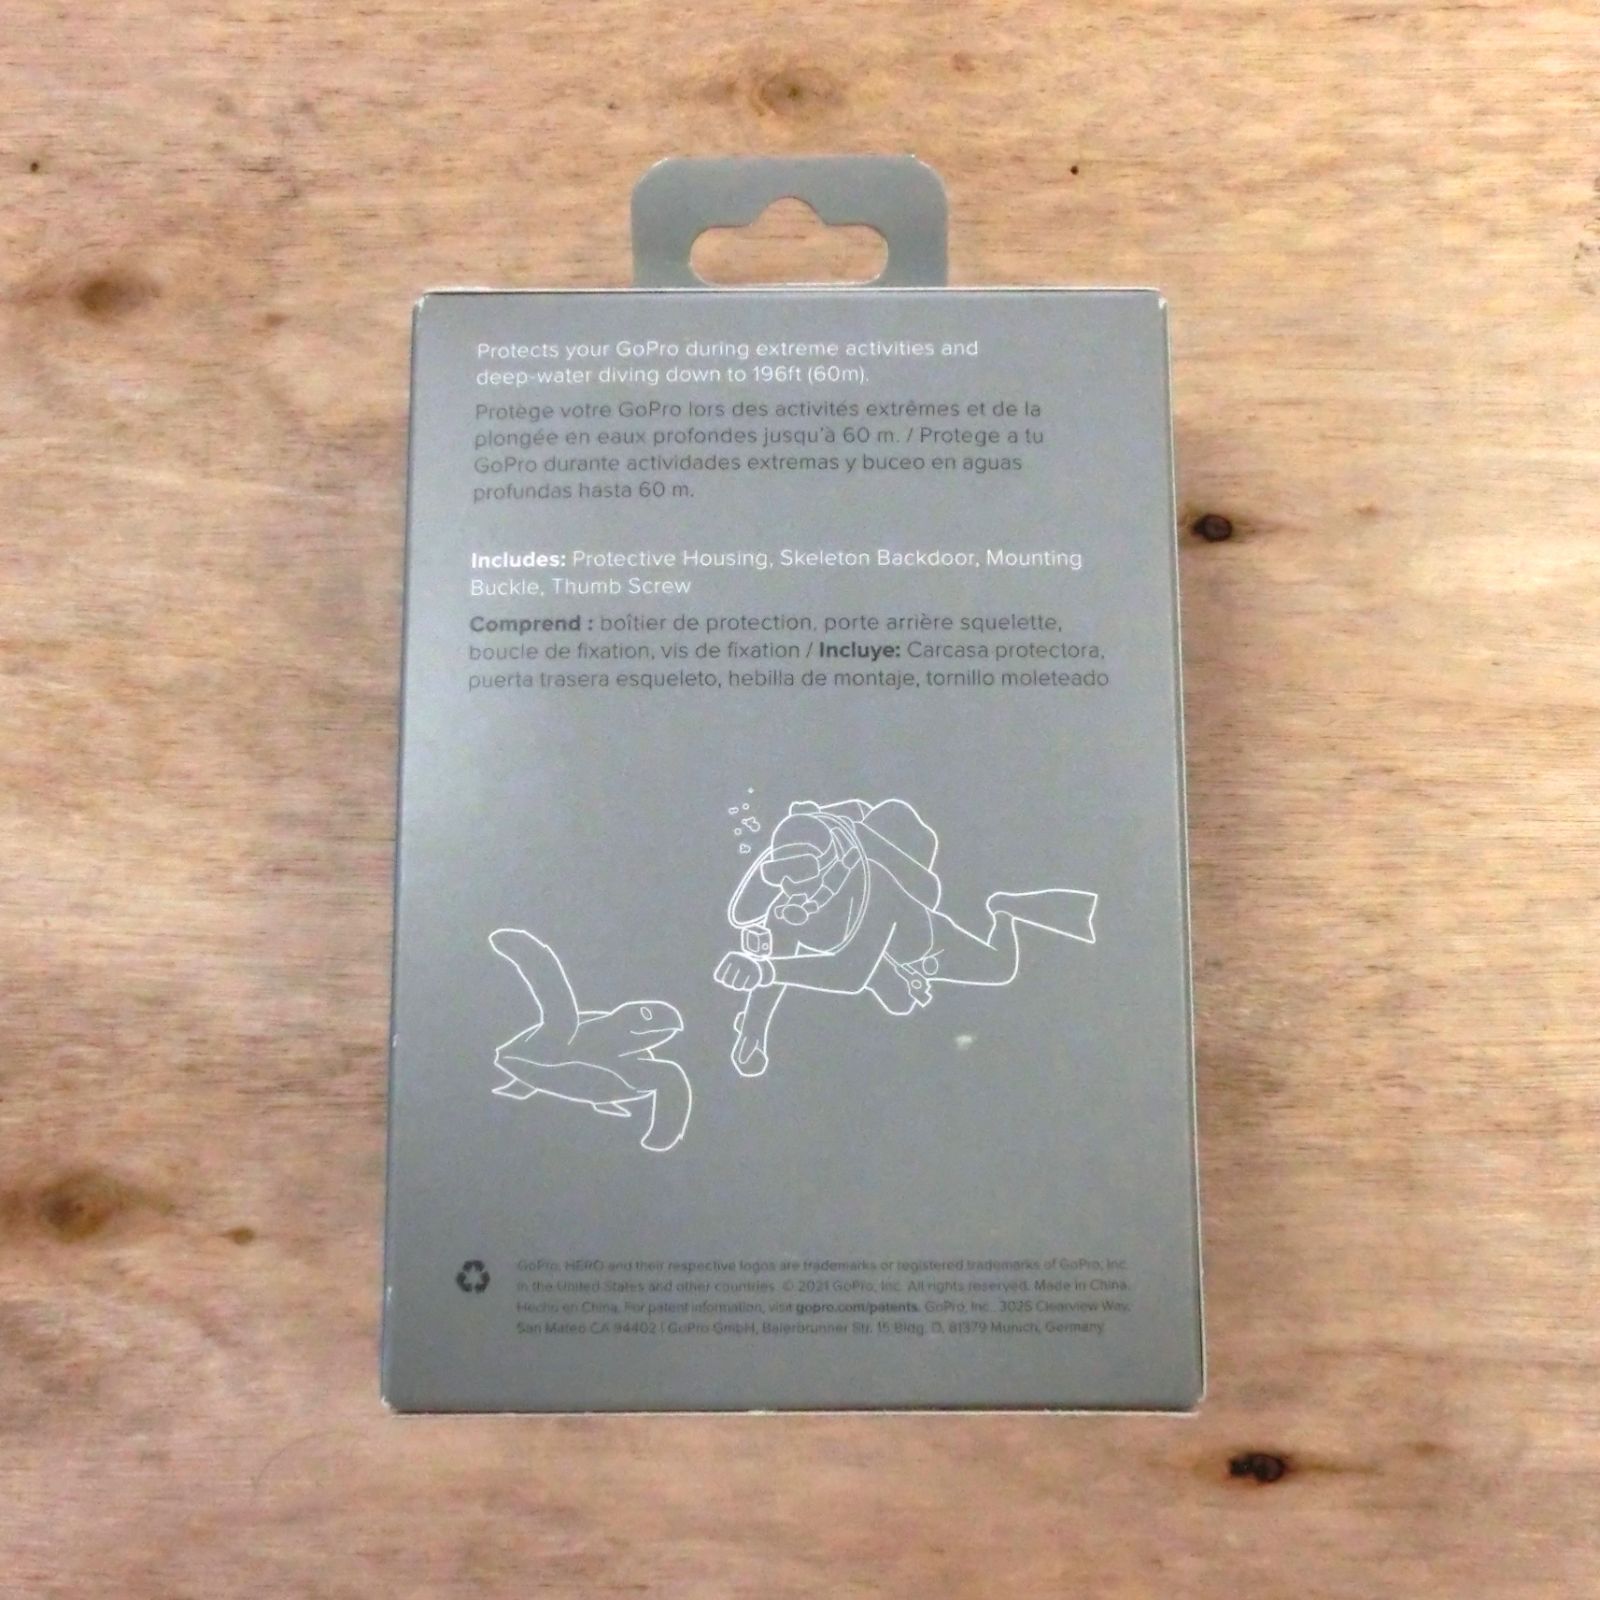 Protects your GoPro during extreme activities and
deep-water diving down to 196ft (60m).
Protège votre GoPro lors des activités extrêmes et de la
plongée en eaux profondes jusqu'à 60 m. / Protege a tu
GoPro durante actividades extremas y buceo en aguas
profundas hasta 60 m.
Includes: Protective Housing, Skeleton Backdoor, Mounting
Buckle, Thumb Screw
Comprend : boîtier de protection, porte arrière squelette,
boucle de fixation, vis de fixation / Incluye: Carcasa protectora,
puerta trasera esqueleto, hebilla de montaje, tornillo moleteado
GoPro, HERO and their respective logos are trademarks or registered trademarks of GoPro, Inc.
in the United States and other countries. © 2021 GoPro, Inc. All rights reserved. Made in China.
Hecho en China. For patent information, visit gopro.com/patents. GoPro, Inc., 3025 Clearview Way,
San Mateo CA 94402 | GoPro GmbH, Baierbrunner Str. 15 Bldg. D, 81379 Munich, Germany